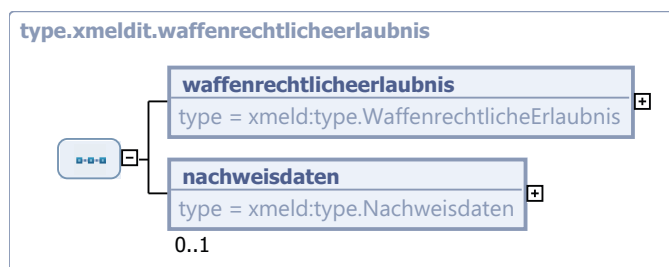 type.xmeldit.waffenrechtlicheerlaubnis
waffenrechtlicheerlaubnis
type = xmeld:type.WaffenrechtlicheErlaubnis
nachweisdaten
type = xmeld:type.Nachweisdaten
0..1